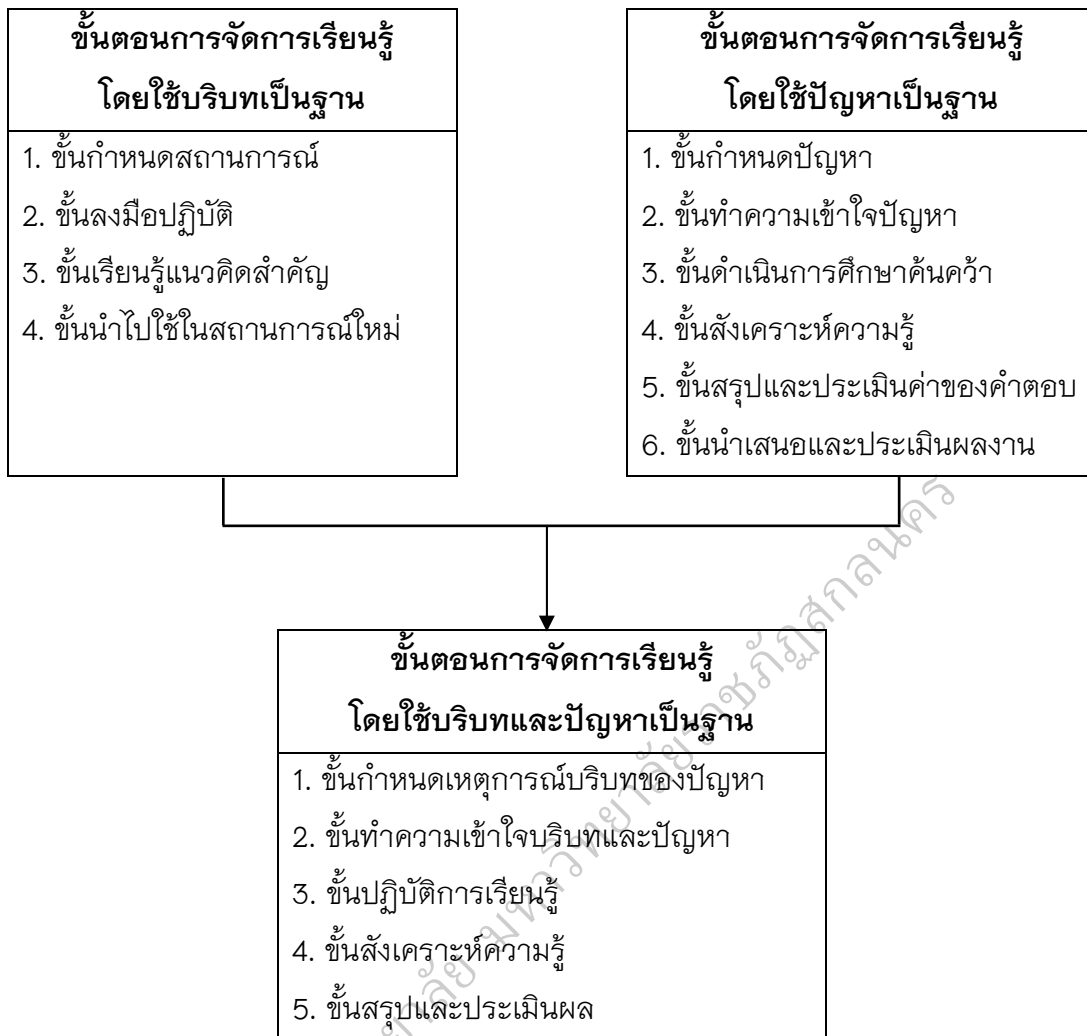 ขั้นตอนการจัดการเรียนรู้
โดยใช้บริบทเป็นฐาน
1. ขั้นกำหนดสถานการณ์
2. ขั้นลงมือปฏิบัติ
3. ขั้นเรียนรู้แนวคิดสำคัญ
4. ขั้นนำไปใช้ในสถานการณ์ใหม่
ขั้นตอนการจัดการเรียนรู้
โดยใช้ปัญหาเป็นฐาน
1. ขั้นกำหนดปัญหา
2. ขั้นทำความเข้าใจปัญหา
3. ขั้นดำเนินการศึกษาค้นคว้า
4. ขั้นสังเคราะห์ความรู้
5. ขั้นสรุปและประเมินค่าของคำตอบ
6. ขั้นนำเสนอและประเมินผลงาน
ขั้นตอนการจัดการเรียนรู้
โดยใช้บริบทและปัญหาเป็นฐาน
1. ขั้นกำหนดเหตุการณ์บริบทของปัญหา
2. ขั้นทำความเข้าใจบริบทและปัญหา
3. ขั้นปฏิบัติการเรียนรู้
4. ขั้นสังเคราะห์ความรู้
5. ขั้นสรุปและประเมินผล
มหาวิทยาลัยราชภัฏสกลนคร